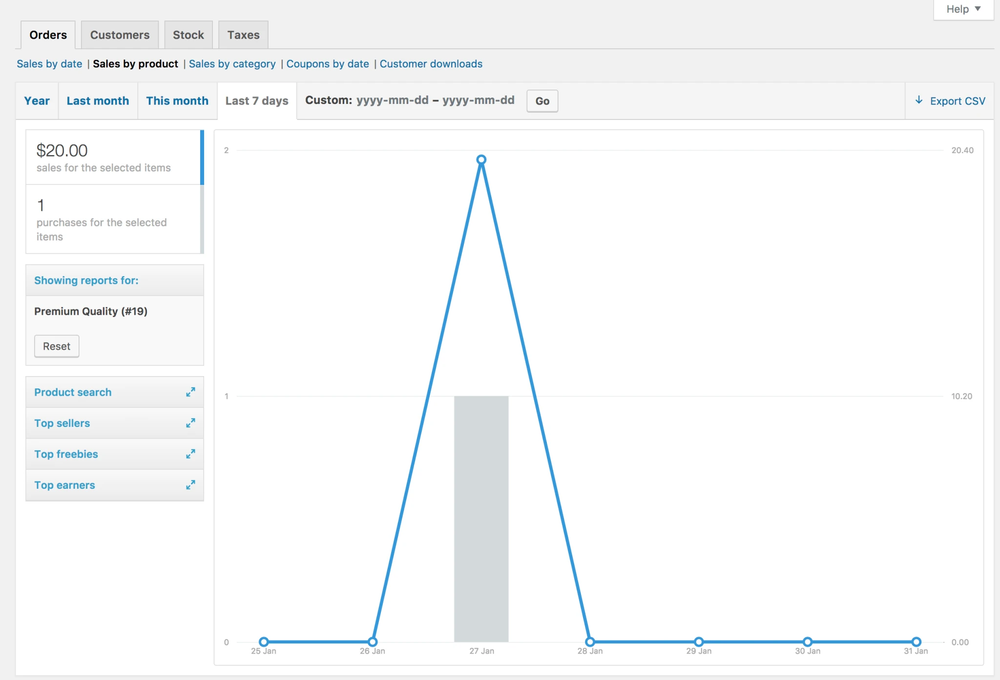 Help ▼
Orders
Customers
Stock
Taxes
Sales by date | Sales by product | Sales by category | Coupons by date | Customer downloads
Year
Last month
This month
Last 7 days
Custom: yyyy-mm-dd – yyyy-mm-dd
Go
Export CSV
$20.00
sales for the selected items
1
purchases for the selected
items
Showing reports for:
Premium Quality (#19)
Reset
Product search
Top sellers
Top freebies
Top earners
2
20.40
1
10.20
0
0.00
25 Jan
26 Jan
27 Jan
28 Jan
29 Jan
30 Jan
31 Jan